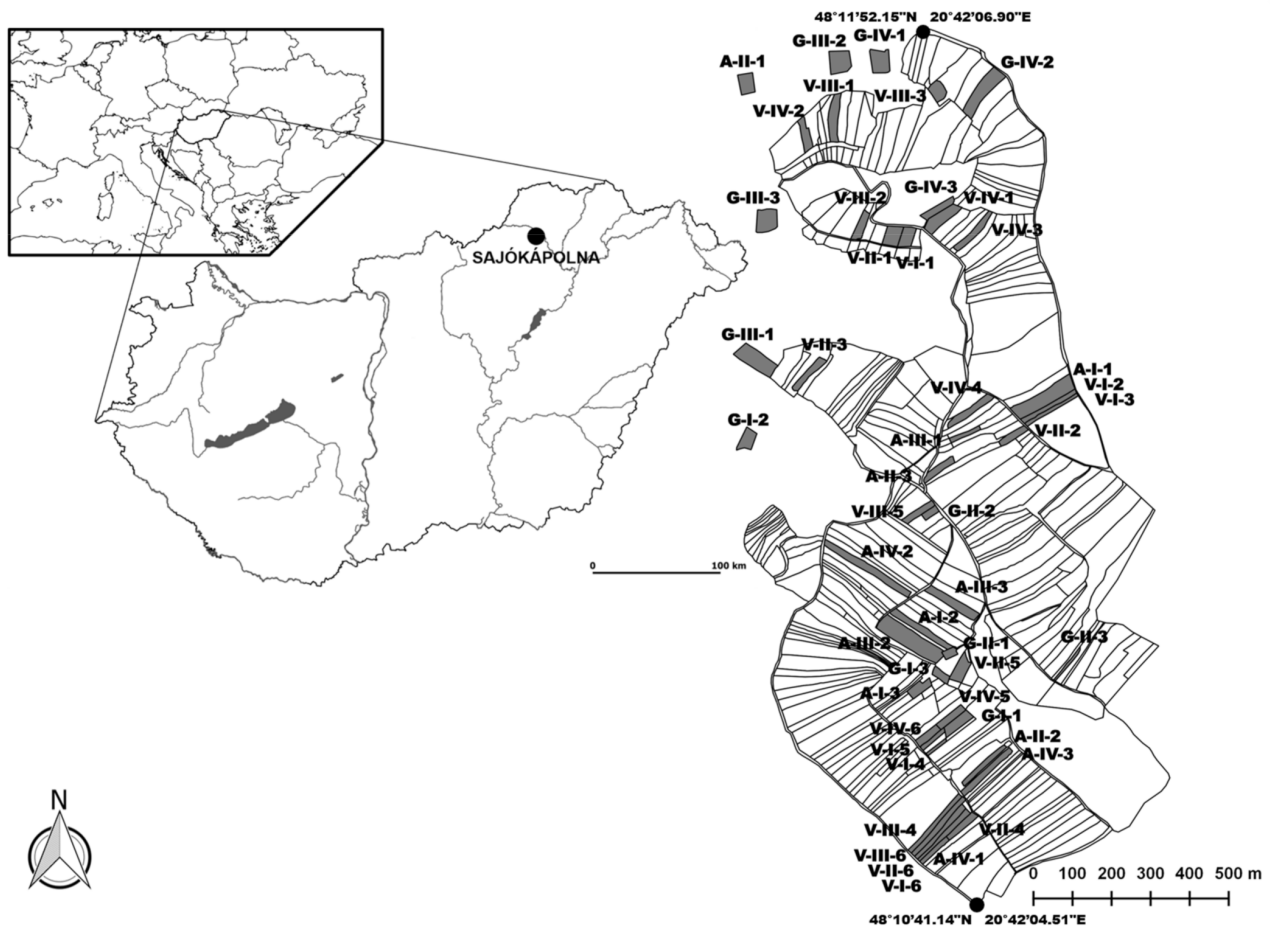 48°11’52.15"N 20°42’06.90"E
G-IV-1
G-III-2
A-II-1
G-IV-2
V-III-1
V-III-3
V-IV-2
G-IV-3
G-III-3
V-III-2
V-IV-1
V-IV-3
V-II-1
V-I-1
SAJÓKÁPOLNA
G-III-1
V-II-3
A-I-1
V-I-2
V-I-3
V-IV-4
G-I-2
V-II-2
A-III-1
A-II-3
V-III-5
G-II-2
A-IV-2
0 100 km
A-III-3
A-I-2
A-III-2
G-II-1
G-II-3
G-I-3
V-II-5
A-I-3
V-IV-5
G-I-1
V-IV-6
A-II-2
V-I-5
A-IV-3
V-I-4
N
V-III-4
V-II-4
V-III-6
A-IV-1
V-II-6
V-I-6
0 100 200 300 400 500 m
48°10’41.14"N 20°42’04.51"E